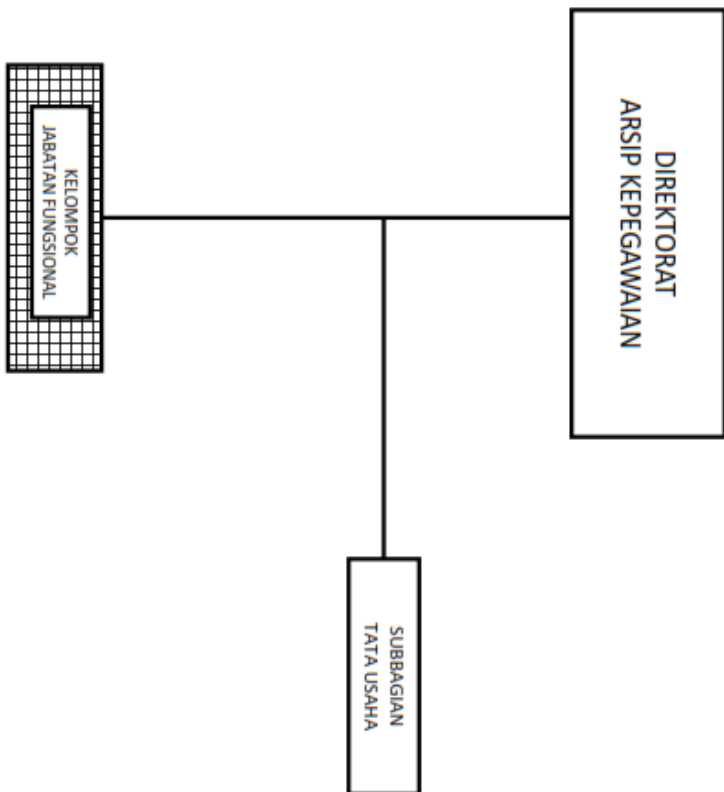 DIREKTORAT
ARSIP KEPEGAWAIAN
SUBBAGIAN
TATA USAHA
KELOMPOK
JABATAN FUNGSIONAL